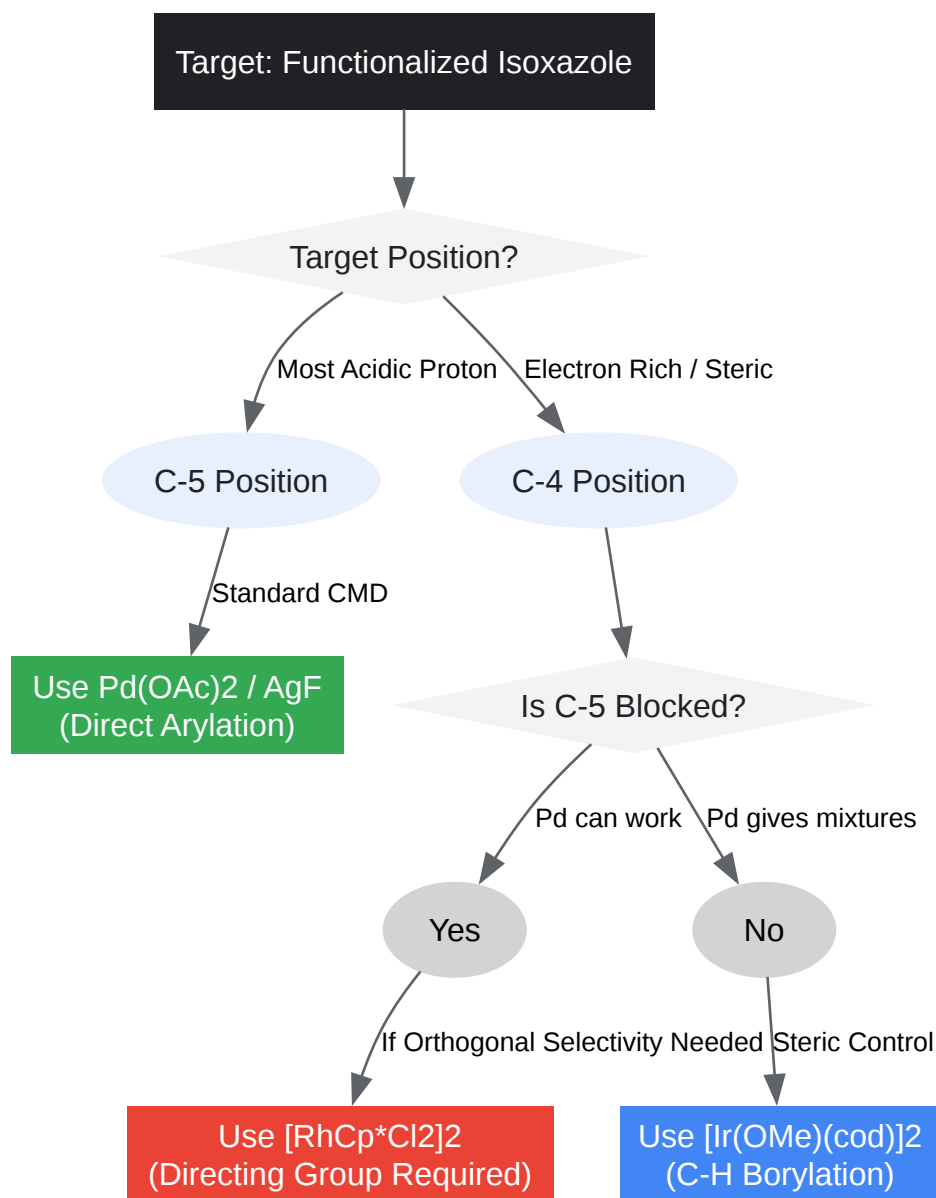 Target: Functionalized Isoxazole
Target Position?
Most Acidic Proton
Electron Rich / Steric
C-5 Position
C-4 Position
Standard CMD
Use Pd(OAc)2 / AgF
(Direct Arylation)
Is C-5 Blocked?
Pd can work
Pd gives mixtures
Yes
No
If Orthogonal Selectivity Needed
Steric Control
Use [RhCp*Cl2]2
(Directing Group Required)
Use [Ir(OMe)(cod)]2
(C-H Borylation)